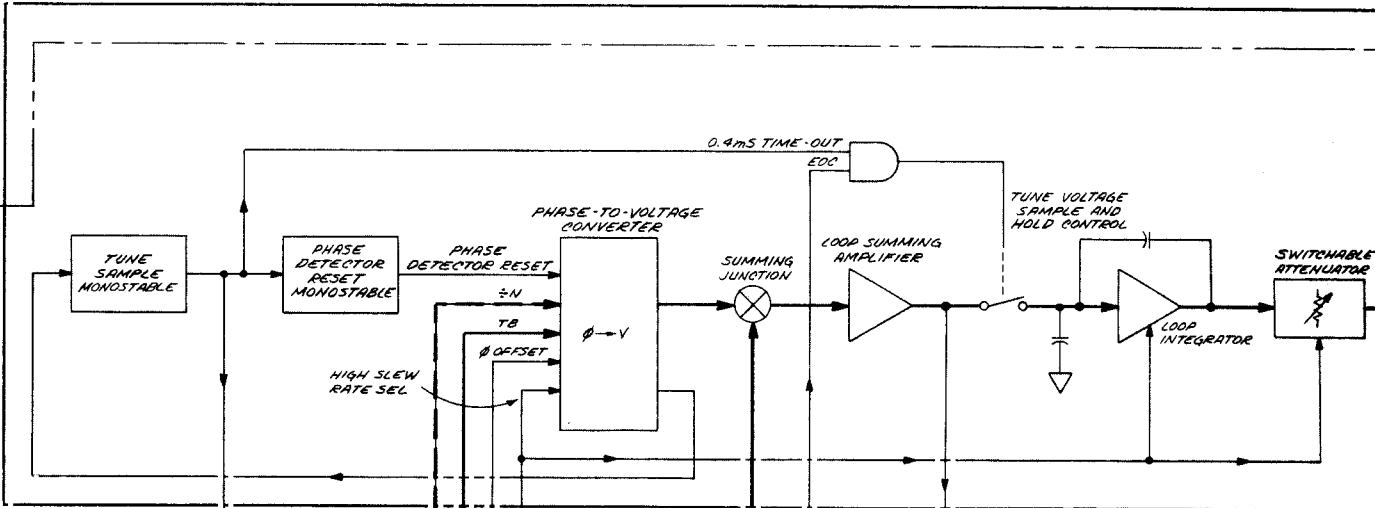 0.4mS TIME-OUT
EOC
TUNE VOLTAGE
SAMPLE AND
HOLD CONTROL
PHASE-TO-VOLTAGE
CONVERTER
LOOP SUMMING
AMPLIFIER
SUMMING
JUNCTION
SWITCHABLE
ATTENUATOR
TUNE
SAMPLE
MONOSTABLE
PHASE
DETECTOR
RESET
MONOSTABLE
PHASE
DETECTOR RESET
÷N
TB
ϕ OFFSET
HIGH SLEW
RATE SEL
ϕ→V
LOOP
INTEGRATOR